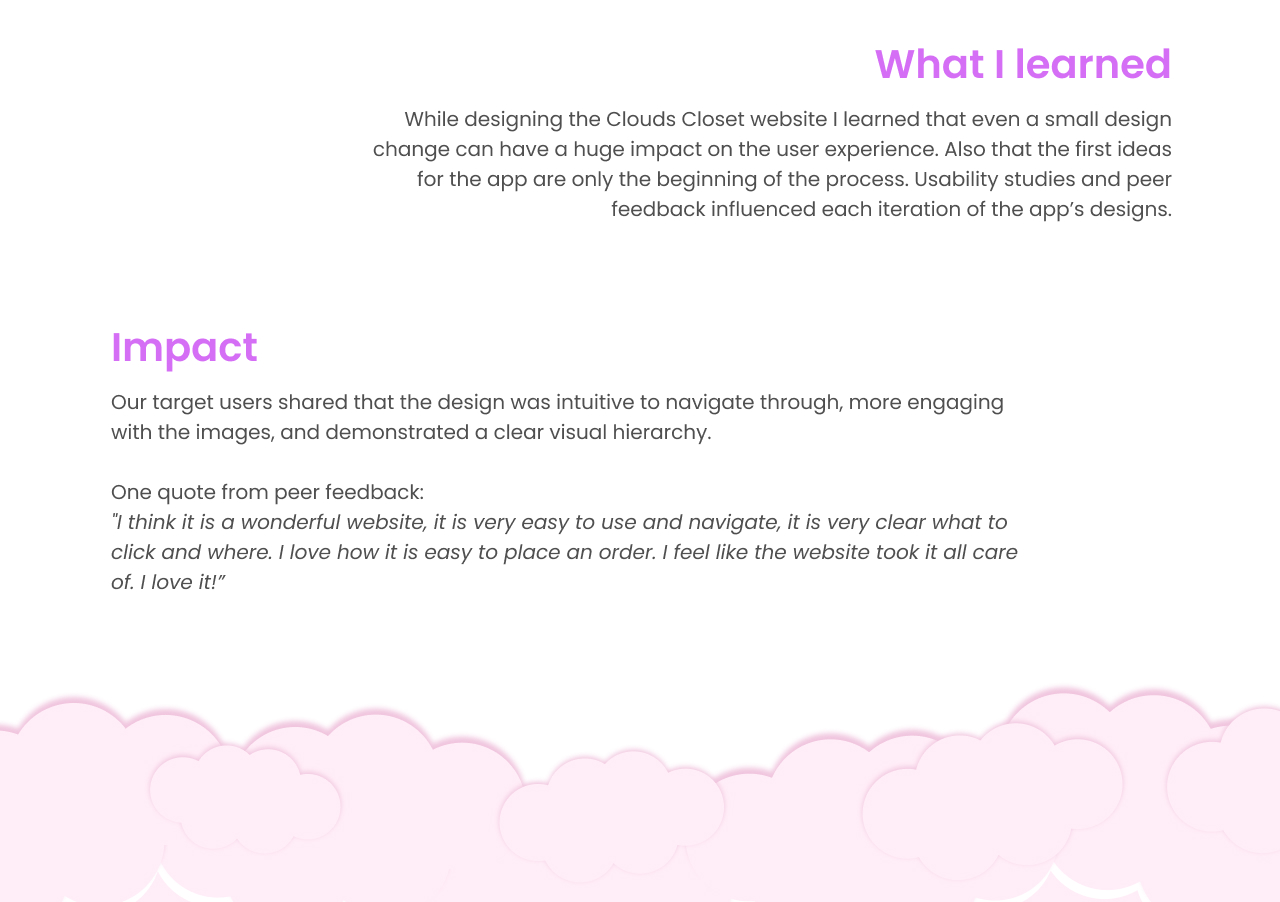 What I learned
While designing the Clouds Closet website I learned that even a small design
change can have a huge impact on the user experience. Also that the first ideas
for the app are only the beginning of the process. Usability studies and peer
feedback influenced each iteration of the app’s designs.
Impact
Our target users shared that the design was intuitive to navigate through, more engaging
with the images, and demonstrated a clear visual hierarchy.
One quote from peer feedback:
"I think it is a wonderful website, it is very easy to use and navigate, it is very clear what to
click and where. I love how it is easy to place an order. I feel like the website took it all care
of. I love it!”